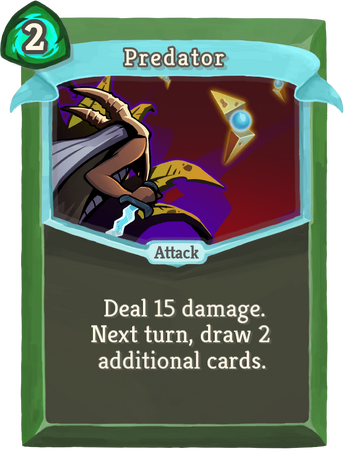 2
Predator
Attack
Deal 15 damage.
Next turn, draw 2
additional cards.